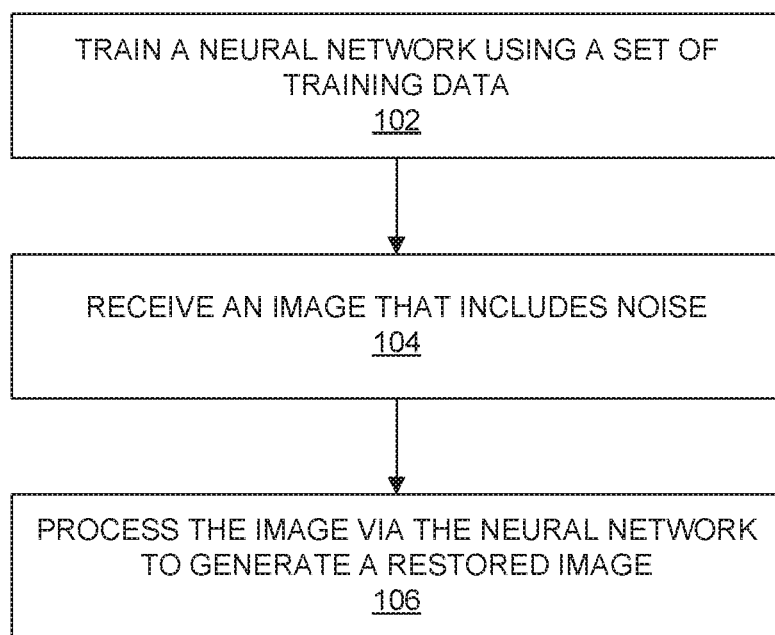 TRAIN A NEURAL NETWORK USING A SET OF
TRAINING DATA
102
RECEIVE AN IMAGE THAT INCLUDES NOISE
104
PROCESS THE IMAGE VIA THE NEURAL NETWORK
TO GENERATE A RESTORED IMAGE
106